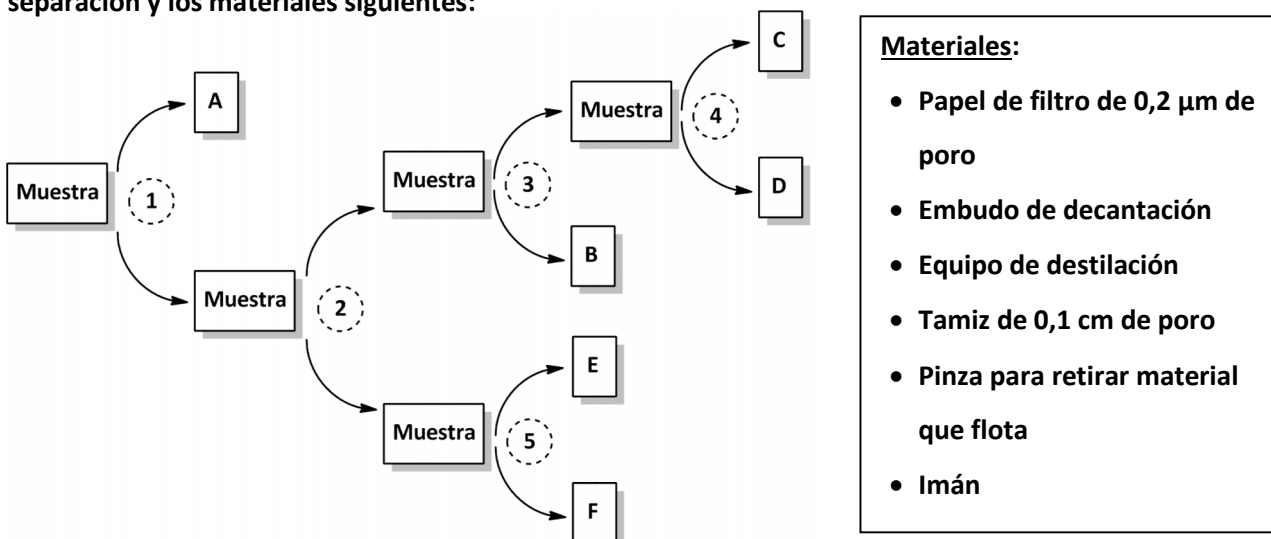 separación y los materiales siguientes:
C
A
Muestra
4
Materiales:
• Papel de filtro de 0,2 μm de
poro
• Embudo de decantación
• Equipo de destilación
• Tamiz de 0,1 cm de poro
• Pinza para retirar material
que flota
• Imán
Muestra
1
Muestra
3
D
B
Muestra
2
E
Muestra
5
F